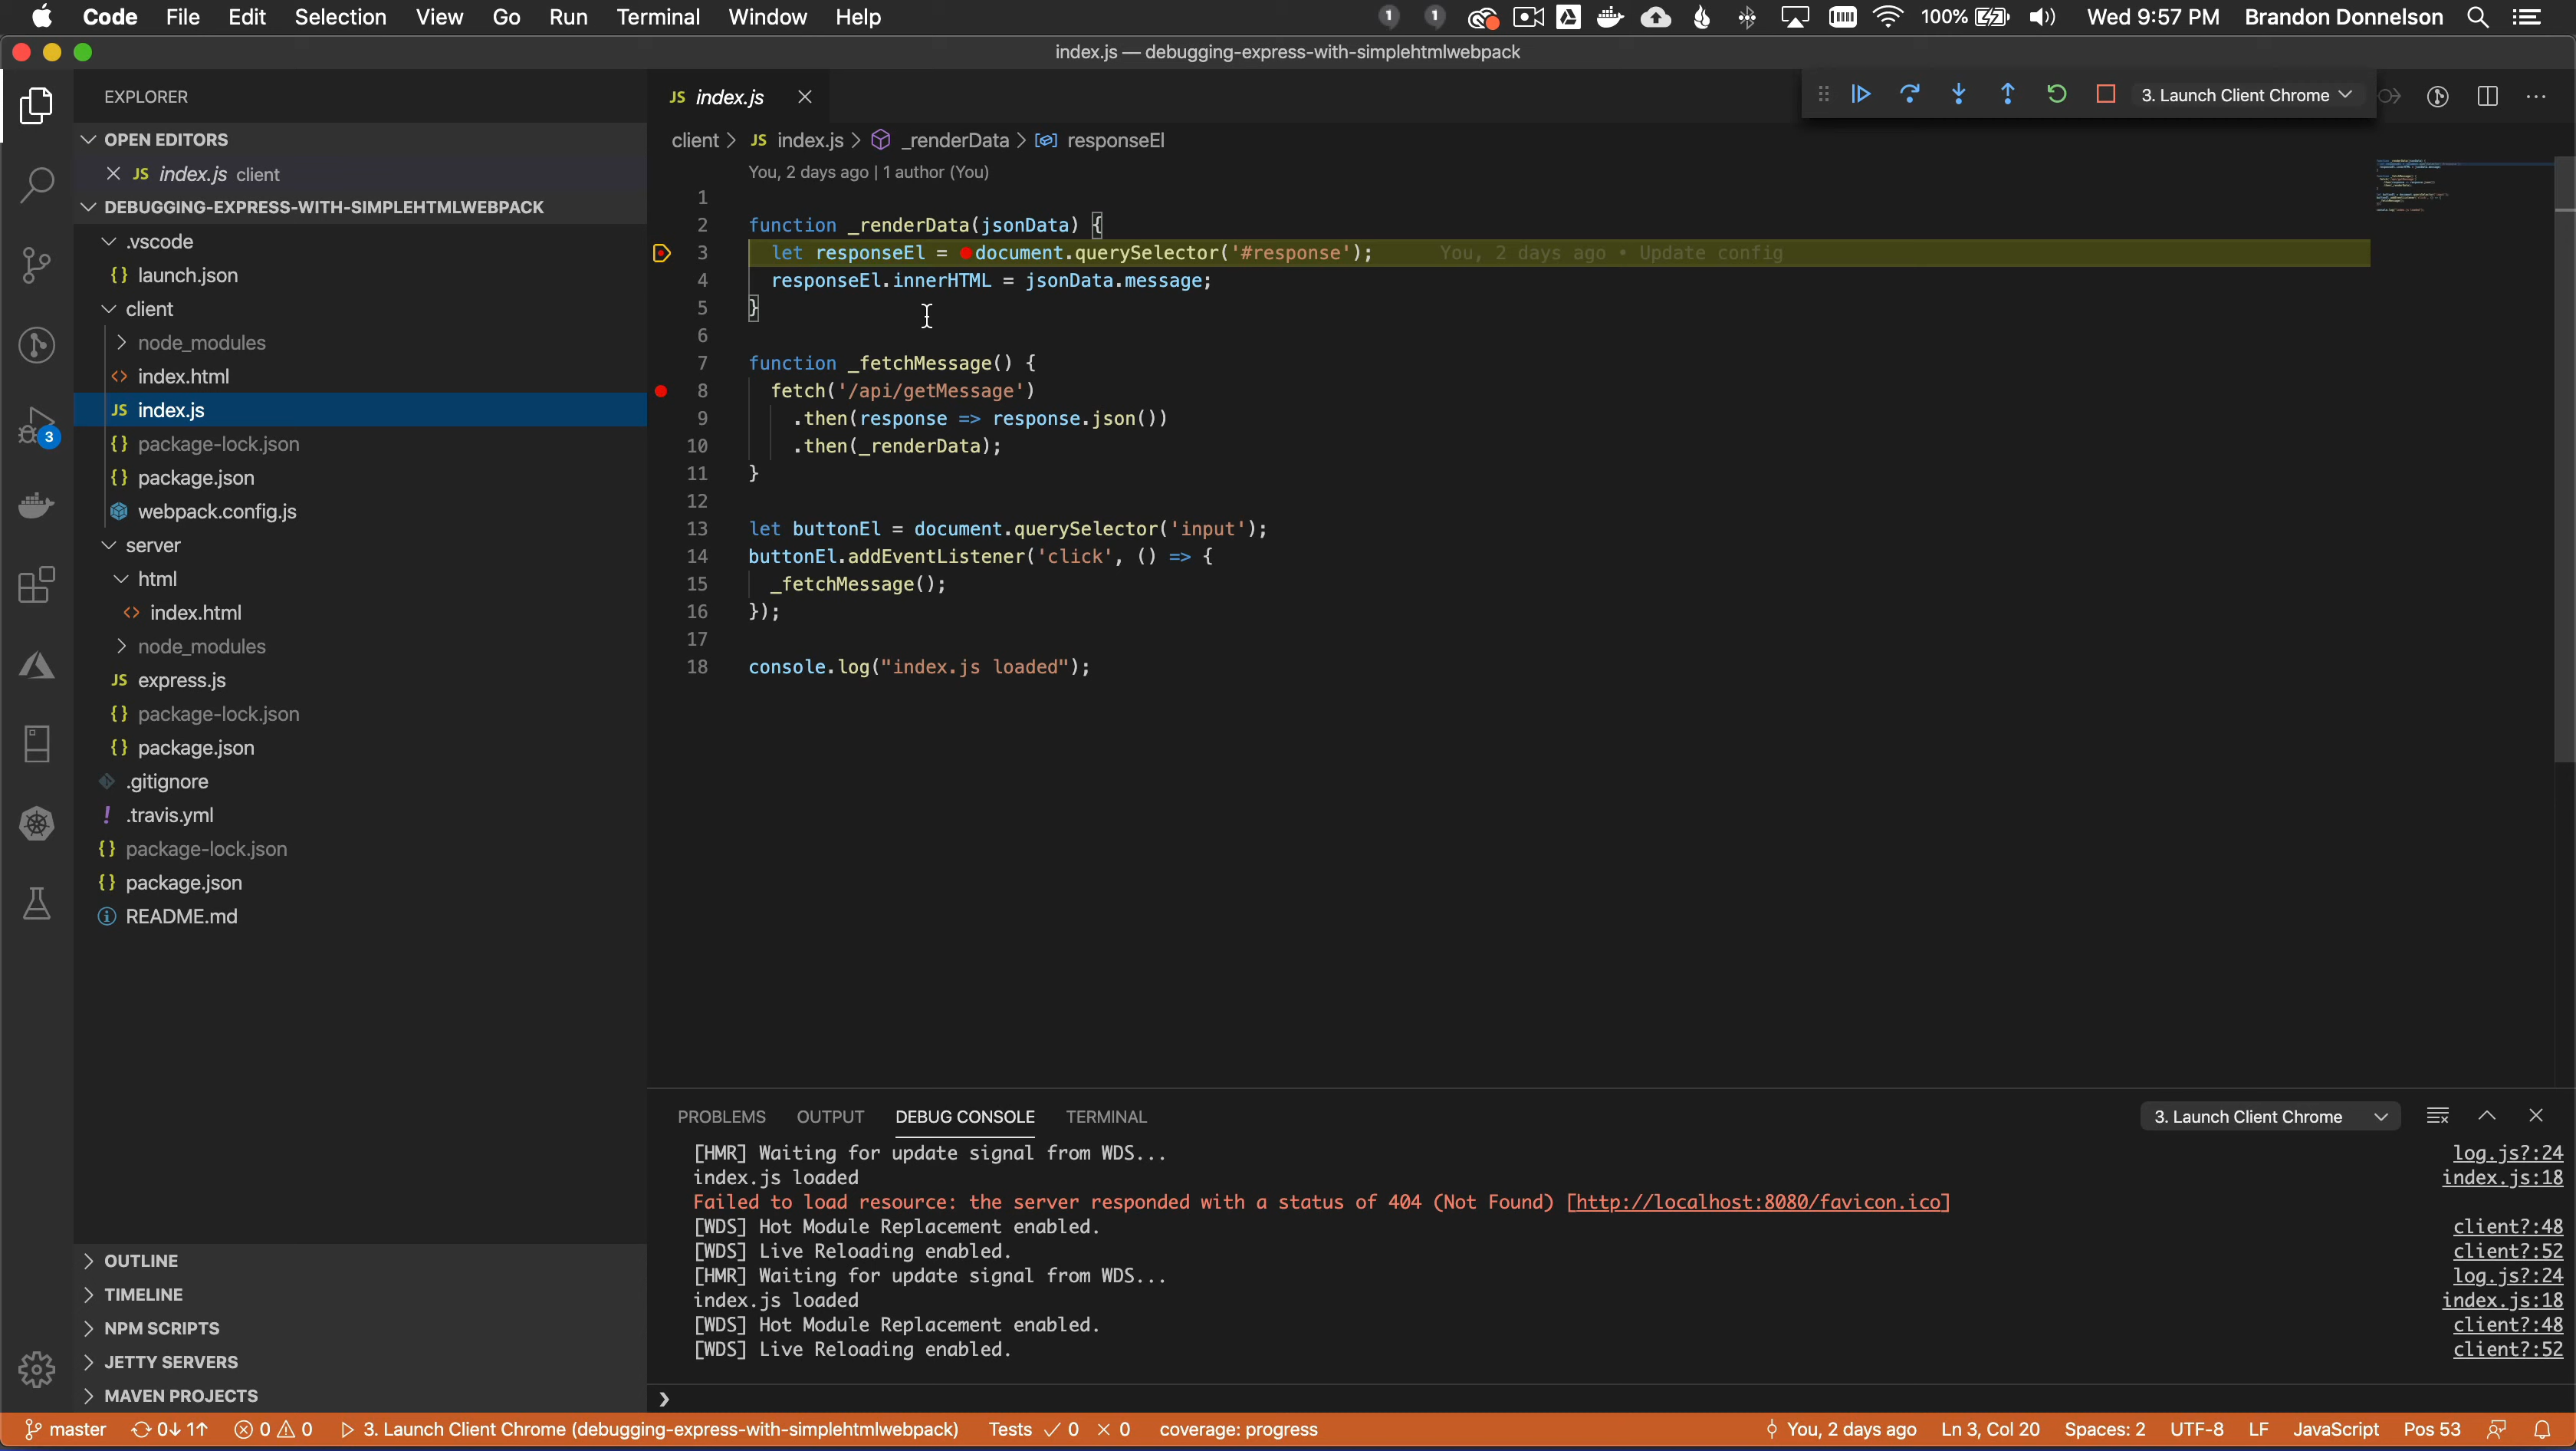 Code File Edit Selection View Go Run Terminal Window Help 1 1 100% Wed 9:57 PM Brandon Donnelson
index.js — debugging-express-with-simplehtmlwebpack
EXPLORER
OPEN EDITORS
JS index.js client
DEBUGGING-EXPRESS-WITH-SIMPLEHTMLWEBPACK
.vscode
{} launch.json
client
node_modules
<> index.html
JS index.js
{} package-lock.json
{} package.json
webpack.config.js
server
html
<> index.html
node_modules
JS express.js
{} package-lock.json
{} package.json
.gitignore
! .travis.yml
{} package-lock.json
{} package.json
README.md
OUTLINE
TIMELINE
NPM SCRIPTS
JETTY SERVERS
MAVEN PROJECTS
3
JS index.js
3. Launch Client Chrome
client > JS index.js > _renderData > responseEl
You, 2 days ago | 1 author (You)
1
2 function _renderData(jsonData) {
3 let responseEl = document.querySelector('#response'); You, 2 days ago • Update config
4 responseEl.innerHTML = jsonData.message;
5 }
6
7 function _fetchMessage() {
8 fetch('/api/getMessage')
9 .then(response => response.json())
10 .then(_renderData);
11 }
12
13 let buttonEl = document.querySelector('input');
14 buttonEl.addEventListener('click', () => {
15 _fetchMessage();
16 });
17
18 console.log("index.js loaded");
PROBLEMS OUTPUT DEBUG CONSOLE TERMINAL 3. Launch Client Chrome
[HMR] Waiting for update signal from WDS... log.js?:24
index.js loaded index.js:18
Failed to load resource: the server responded with a status of 404 (Not Found) [http://localhost:8080/favicon.ico]
[WDS] Hot Module Replacement enabled. client?:48
[WDS] Live Reloading enabled. client?:52
[HMR] Waiting for update signal from WDS... log.js?:24
index.js loaded index.js:18
[WDS] Hot Module Replacement enabled. client?:48
[WDS] Live Reloading enabled. client?:52
master 0↓ 1↑ 0 0 3. Launch Client Chrome (debugging-express-with-simplehtmlwebpack) Tests ✓ 0 × 0 coverage: progress You, 2 days ago Ln 3, Col 20 Spaces: 2 UTF-8 LF JavaScript Pos 53